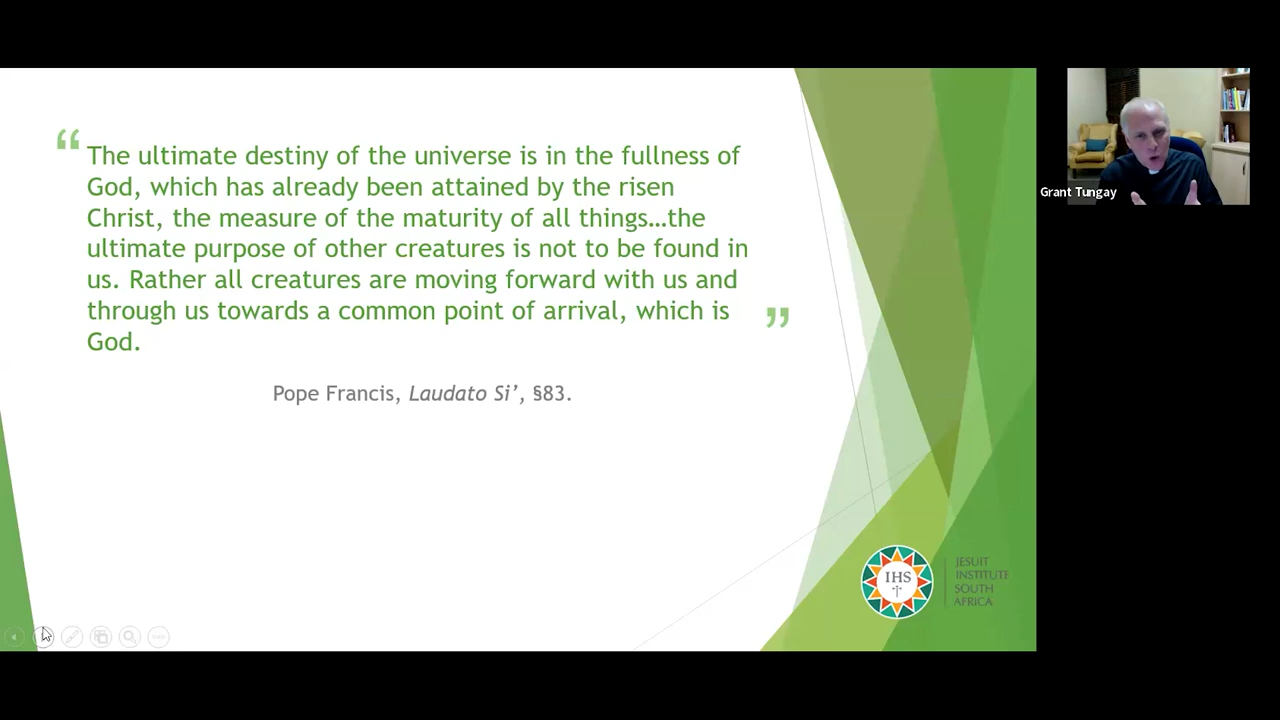 “
The ultimate destiny of the universe is in the fullness of
God, which has already been attained by the risen
Christ, the measure of the maturity of all things…the
ultimate purpose of other creatures is not to be found in
us. Rather all creatures are moving forward with us and
through us towards a common point of arrival, which is
God.
”
Pope Francis, Laudato Si’, §83.
IHS
JESUIT
INSTITUTE
SOUTH
AFRICA
Grant Tungay